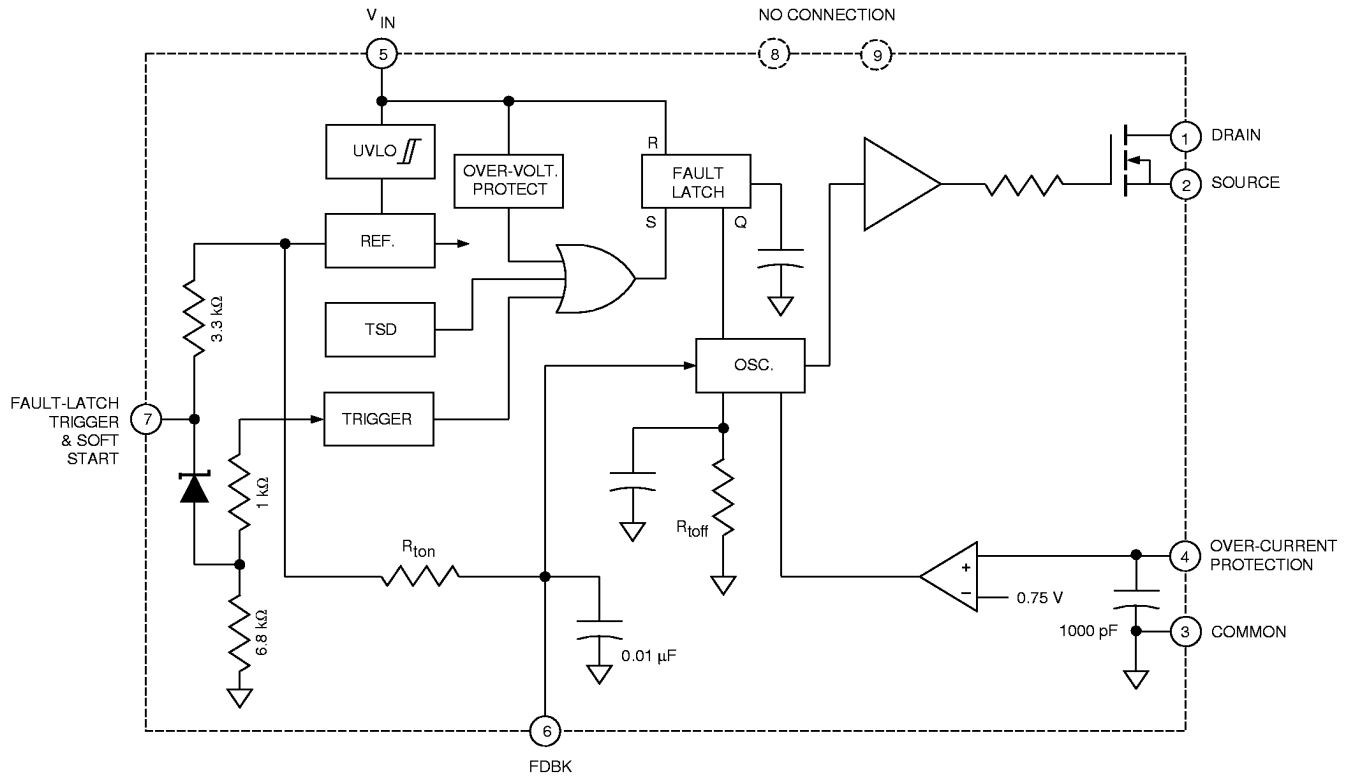 V IN
NO CONNECTION
5
8
9
UVLO
OVER-VOLT.
PROTECT
R
FAULT
LATCH
S
Q
1
DRAIN
2
SOURCE
REF.
3.3 kΩ
TSD
OSC.
FAULT-LATCH
TRIGGER
& SOFT
START
7
TRIGGER
1 kΩ
Rtoff
Rton
6.8 kΩ
0.01 µF
+
–
0.75 V
4
OVER-CURRENT
PROTECTION
1000 pF
3
COMMON
6
FDBK